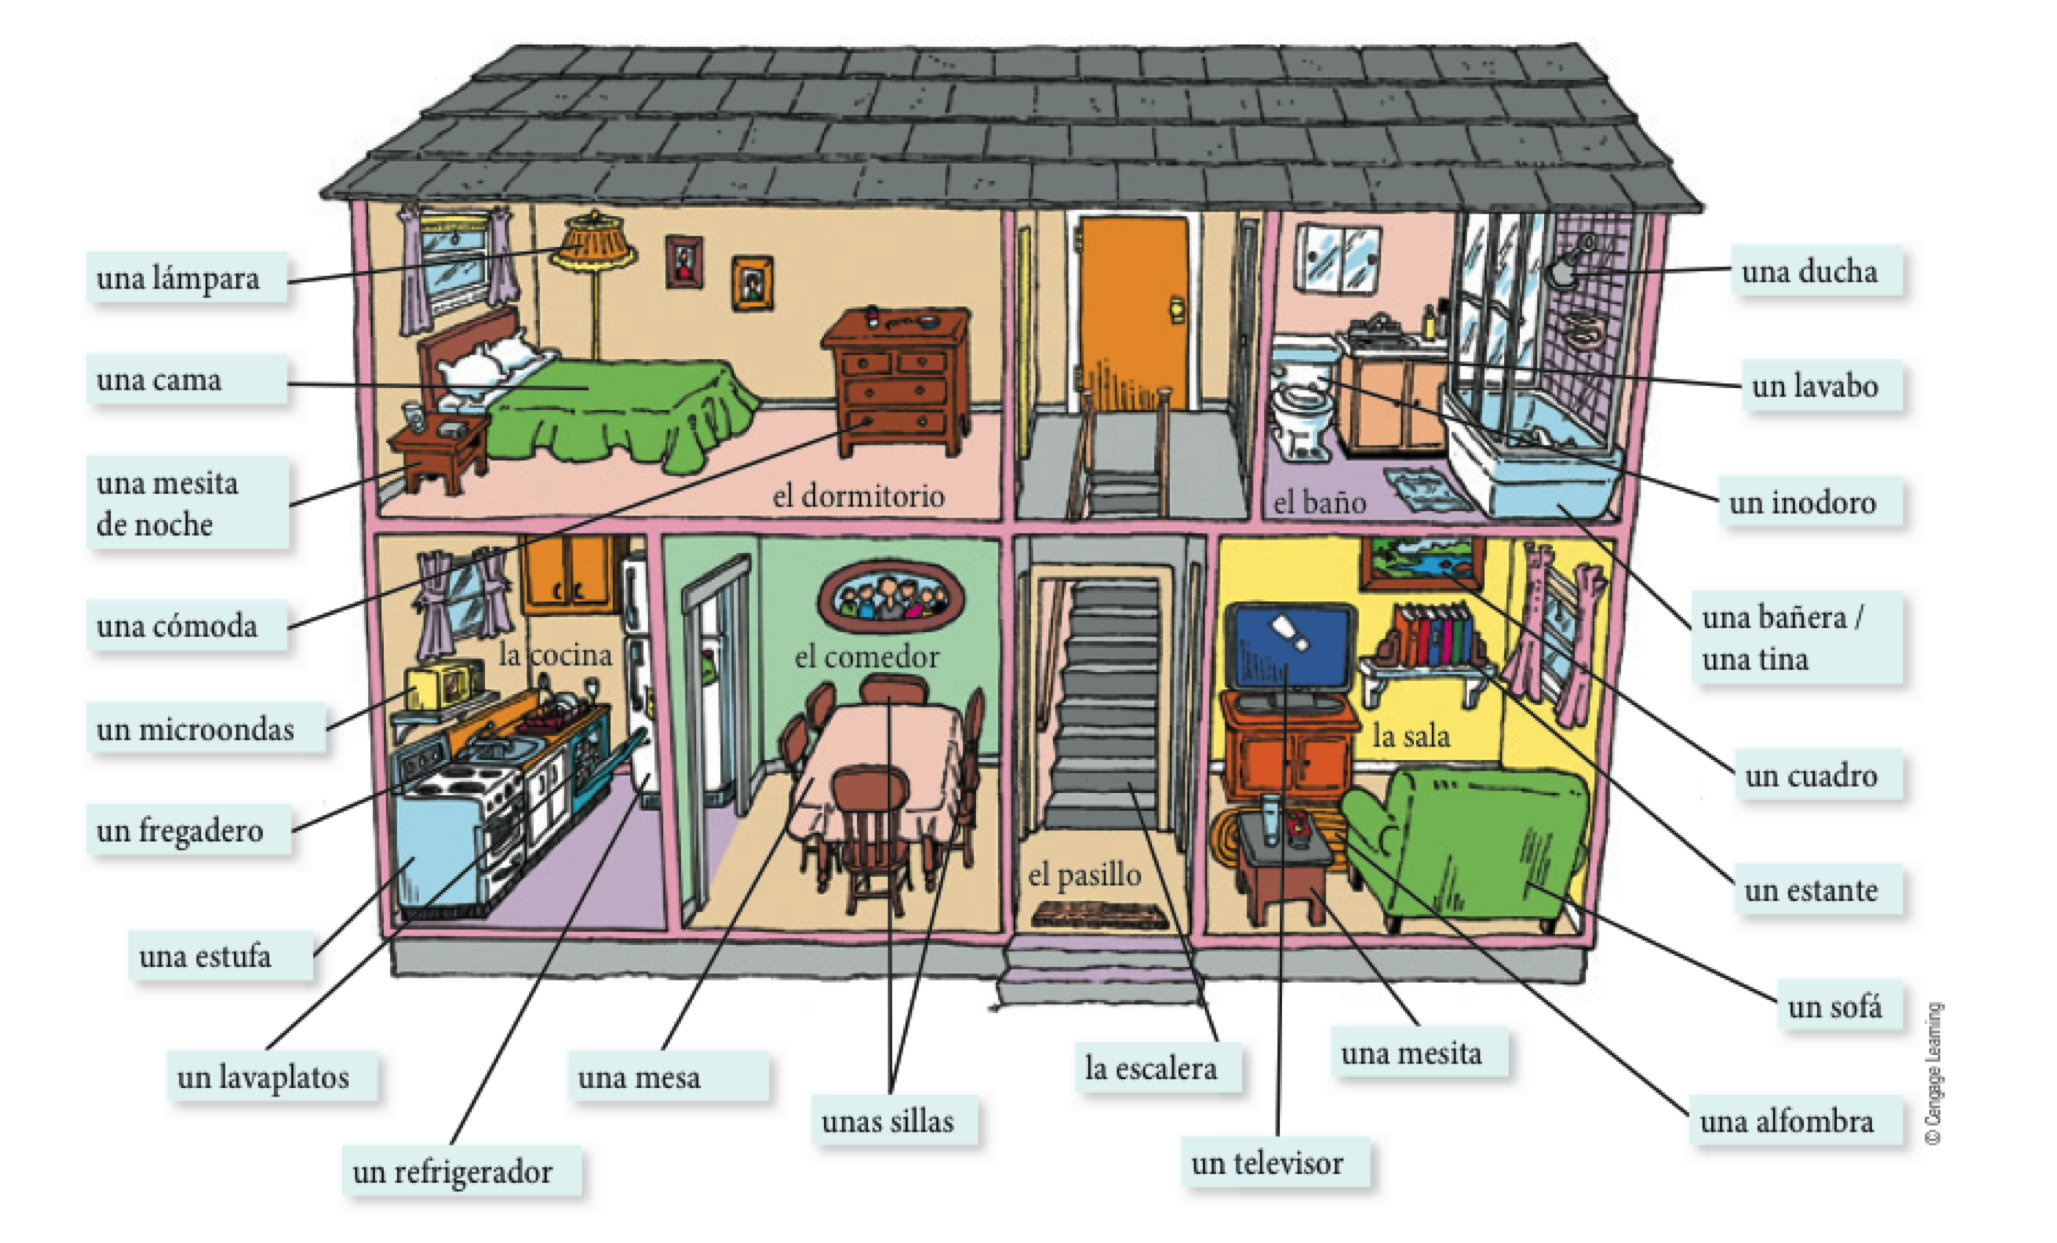 una lámpara
una cama
una mesita
de noche
una cómoda
un microondas
un fregadero
una estufa
un lavaplatos
un refrigerador
una mesa
unas sillas
la escalera
un televisor
una mesita
una alfombra
un sofá
un estante
un cuadro
una bañera /
una tina
un inodoro
un lavabo
una ducha
el dormitorio
el baño
la cocina
el comedor
el pasillo
la sala
© Cengage Learning